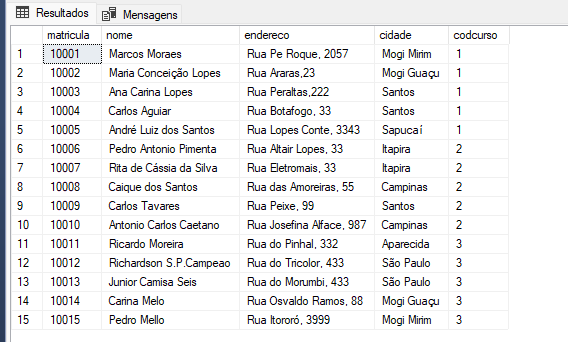 Resultados Mensagens
matricula nome endereco cidade codcurso
1 10001 Marcos Moraes Rua Pe Roque, 2057 Mogi Mirim 1
2 10002 Maria Conceição Lopes Rua Araras,23 Mogi Guaçu 1
3 10003 Ana Carina Lopes Rua Peraltas,222 Santos 1
4 10004 Carlos Aguiar Rua Botafogo, 33 Santos 1
5 10005 André Luiz dos Santos Rua Lopes Conte, 3343 Sapucaí 1
6 10006 Pedro Antonio Pimenta Rua Altair Lopes, 33 Itapira 2
7 10007 Rita de Cássia da Silva Rua Eletromais, 33 Itapira 2
8 10008 Caique dos Santos Rua das Amoreiras, 55 Campinas 2
9 10009 Carlos Tavares Rua Peixe, 99 Santos 2
10 10010 Antonio Carlos Caetano Rua Josefina Alface, 987 Campinas 2
11 10011 Ricardo Moreira Rua do Pinhal, 332 Aparecida 3
12 10012 Richardson S.P.Campeao Rua do Tricolor, 433 São Paulo 3
13 10013 Junior Camisa Seis Rua do Morumbi, 433 São Paulo 3
14 10014 Carina Melo Rua Osvaldo Ramos, 88 Mogi Guaçu 3
15 10015 Pedro Mello Rua Itororó, 3999 Mogi Mirim 3